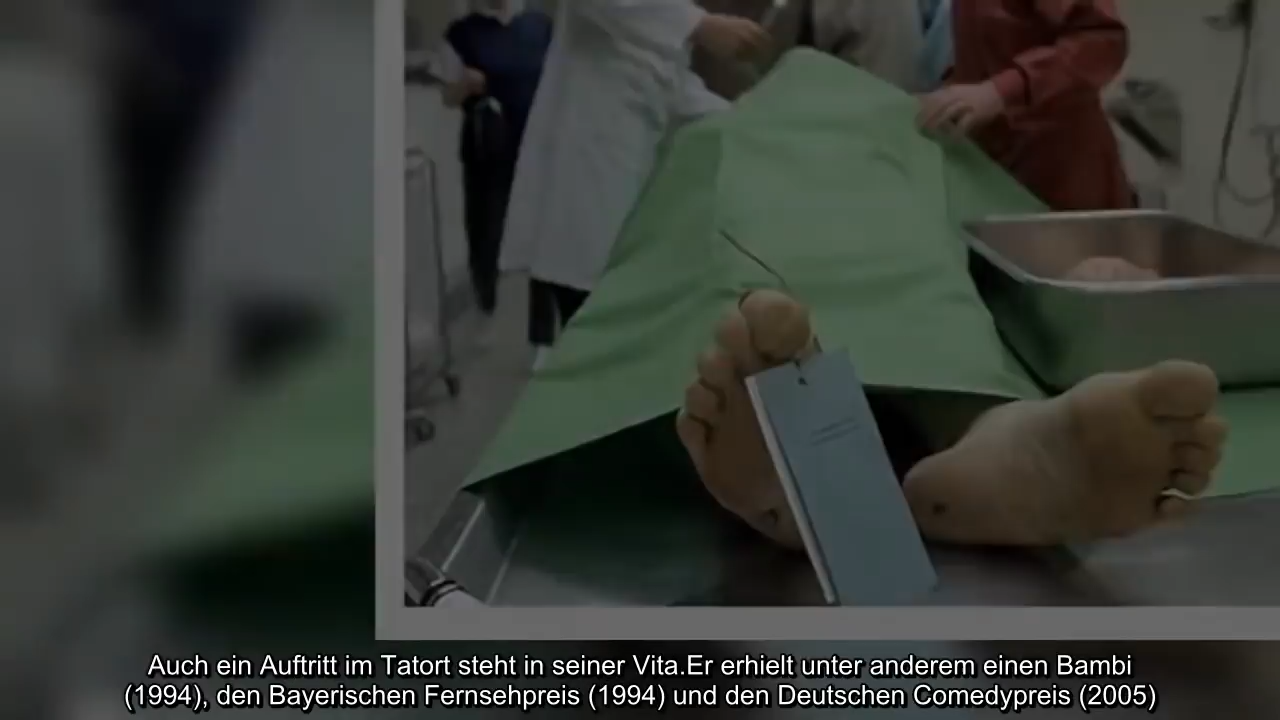 Auch ein Auftritt im Tatort steht in seiner Vita.Er erhielt unter anderem einen Bambi
(1994), den Bayerischen Fernsehpreis (1994) und den Deutschen Comedypreis (2005)